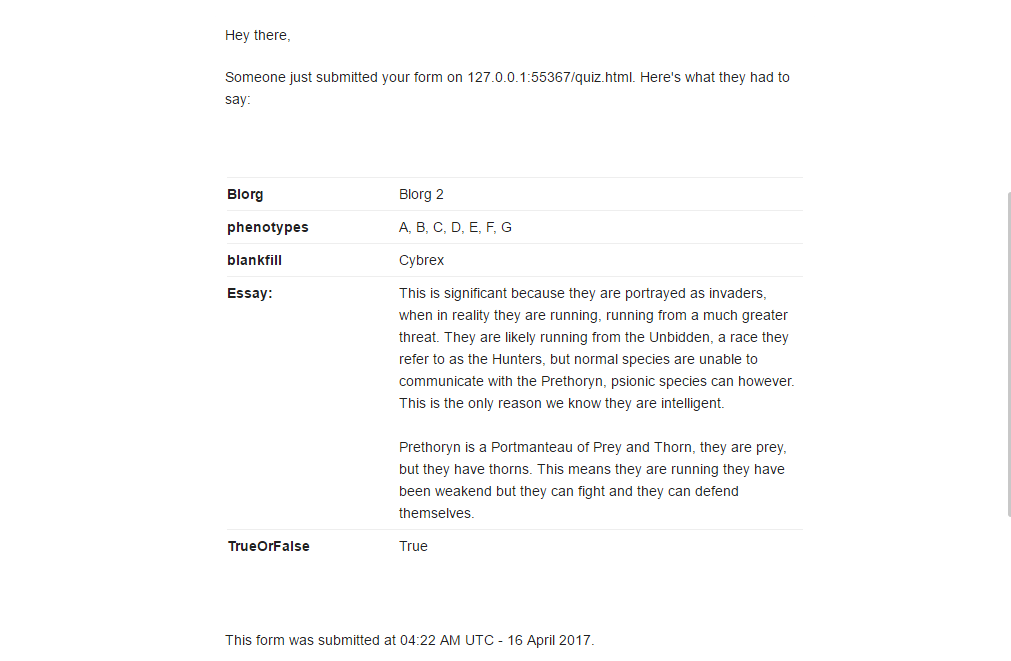 Hey there,
Someone just submitted your form on 127.0.0.1:55367/quiz.html. Here's what they had to
say:
Blorg Blorg 2
phenotypes A, B, C, D, E, F, G
blankfill Cybrex
Essay: This is significant because they are portrayed as invaders,
when in reality they are running, running from a much greater
threat. They are likely running from the Unbidden, a race they
refer to as the Hunters, but normal species are unable to
communicate with the Prethoryn, psionic species can however.
This is the only reason we know they are intelligent.
Prethoryn is a Portmanteau of Prey and Thorn, they are prey,
but they have thorns. This means they are running they have
been weakend but they can fight and they can defend
themselves.
TrueOrFalse True
This form was submitted at 04:22 AM UTC - 16 April 2017.